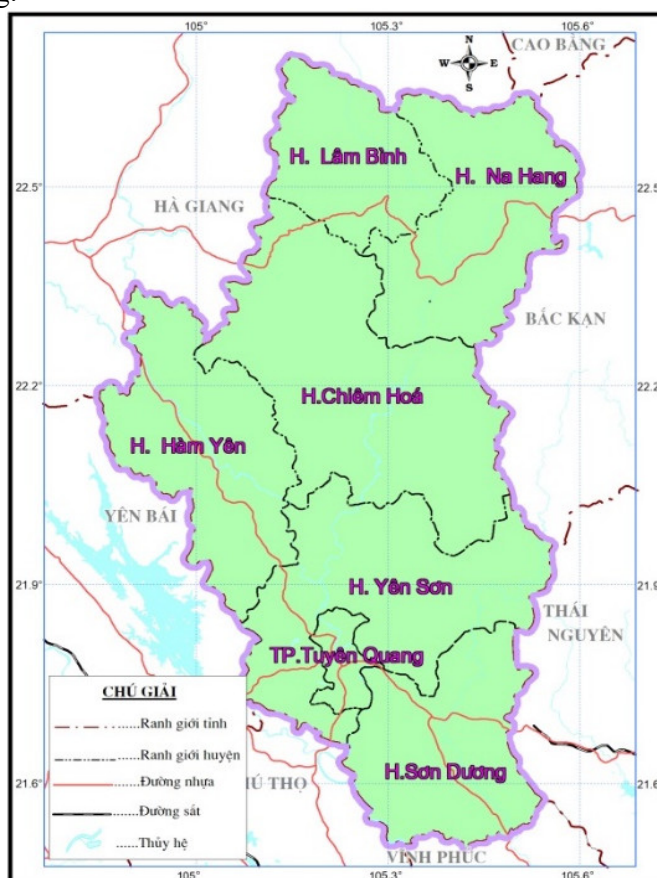 g.
105°
105.3°
105.6°
CAO BẰNG
N
W
E
S
H. Lâm Bình
H. Na Hang
22.5°
22.5°
HÀ GIANG
BẮC KẠN
22.2°
22.2°
H.Chiêm Hoá
H. Hàm Yên
YÊN BÁI
21.9°
21.9°
H. Yên Sơn
THÁI
NGUYÊN
TP.Tuyên Quang
CHÚ GIẢI
Ranh giới tỉnh
Ranh giới huyện
Đường nhựa
Đường sắt
Thủy hệ
H.Sơn Dương
21.6°
21.6
HÚ THỌ
VĨNH PHÚC
105°
105.3°
105.6°